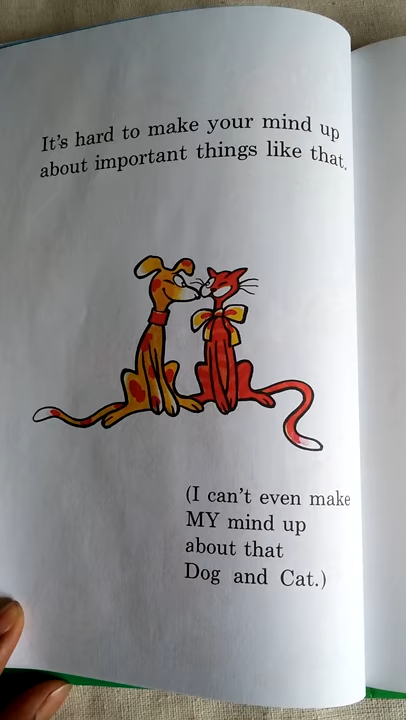 It's hard to make your mind up
about important things like that.
(I can't even make
MY mind up
about that
Dog and Cat.)